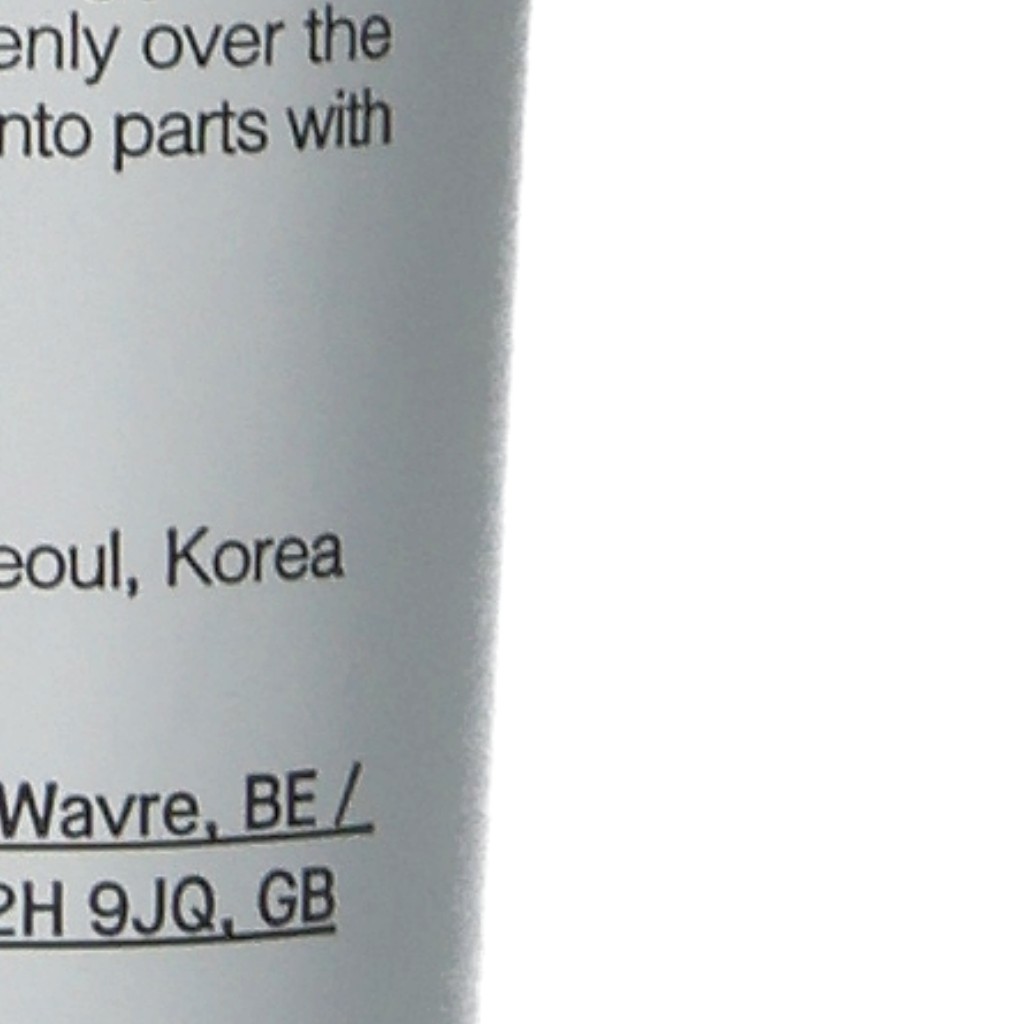 enly over the
nto parts with
eoul, Korea
Wavre, BE /
2H 9JQ, GB